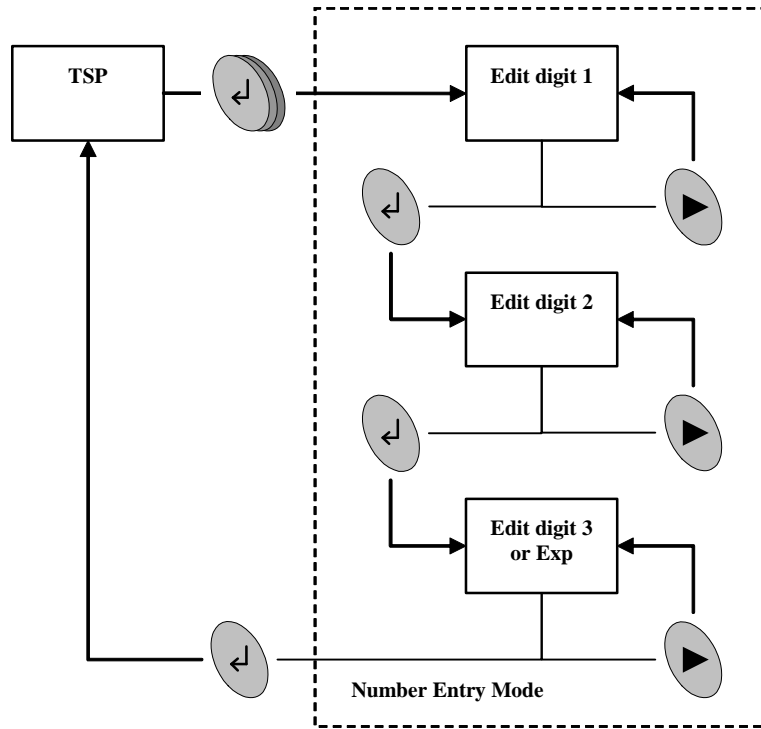 TSP
Edit digit 1
Edit digit 2
Edit digit 3
or Exp
Number Entry Mode